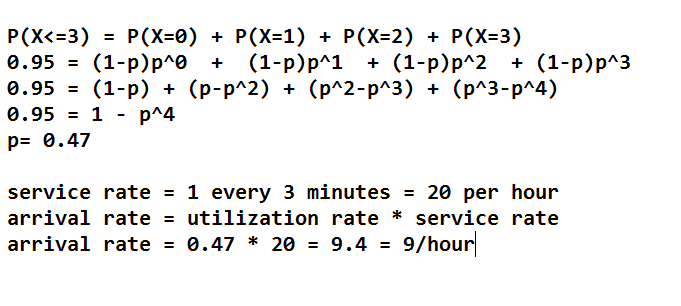 P(X<=3) = P(X=0) + P(X=1) + P(X=2) + P(X=3)
0.95 = (1-p)p^0  +  (1-p)p^1  + (1-p)p^2  + (1-p)p^3
0.95 = (1-p) + (p-p^2) + (p^2-p^3) + (p^3-p^4)
0.95 = 1 - p^4
p= 0.47
service rate = 1 every 3 minutes = 20 per hour
arrival rate = utilization rate * service rate
arrival rate = 0.47 * 20 = 9.4 = 9/hour